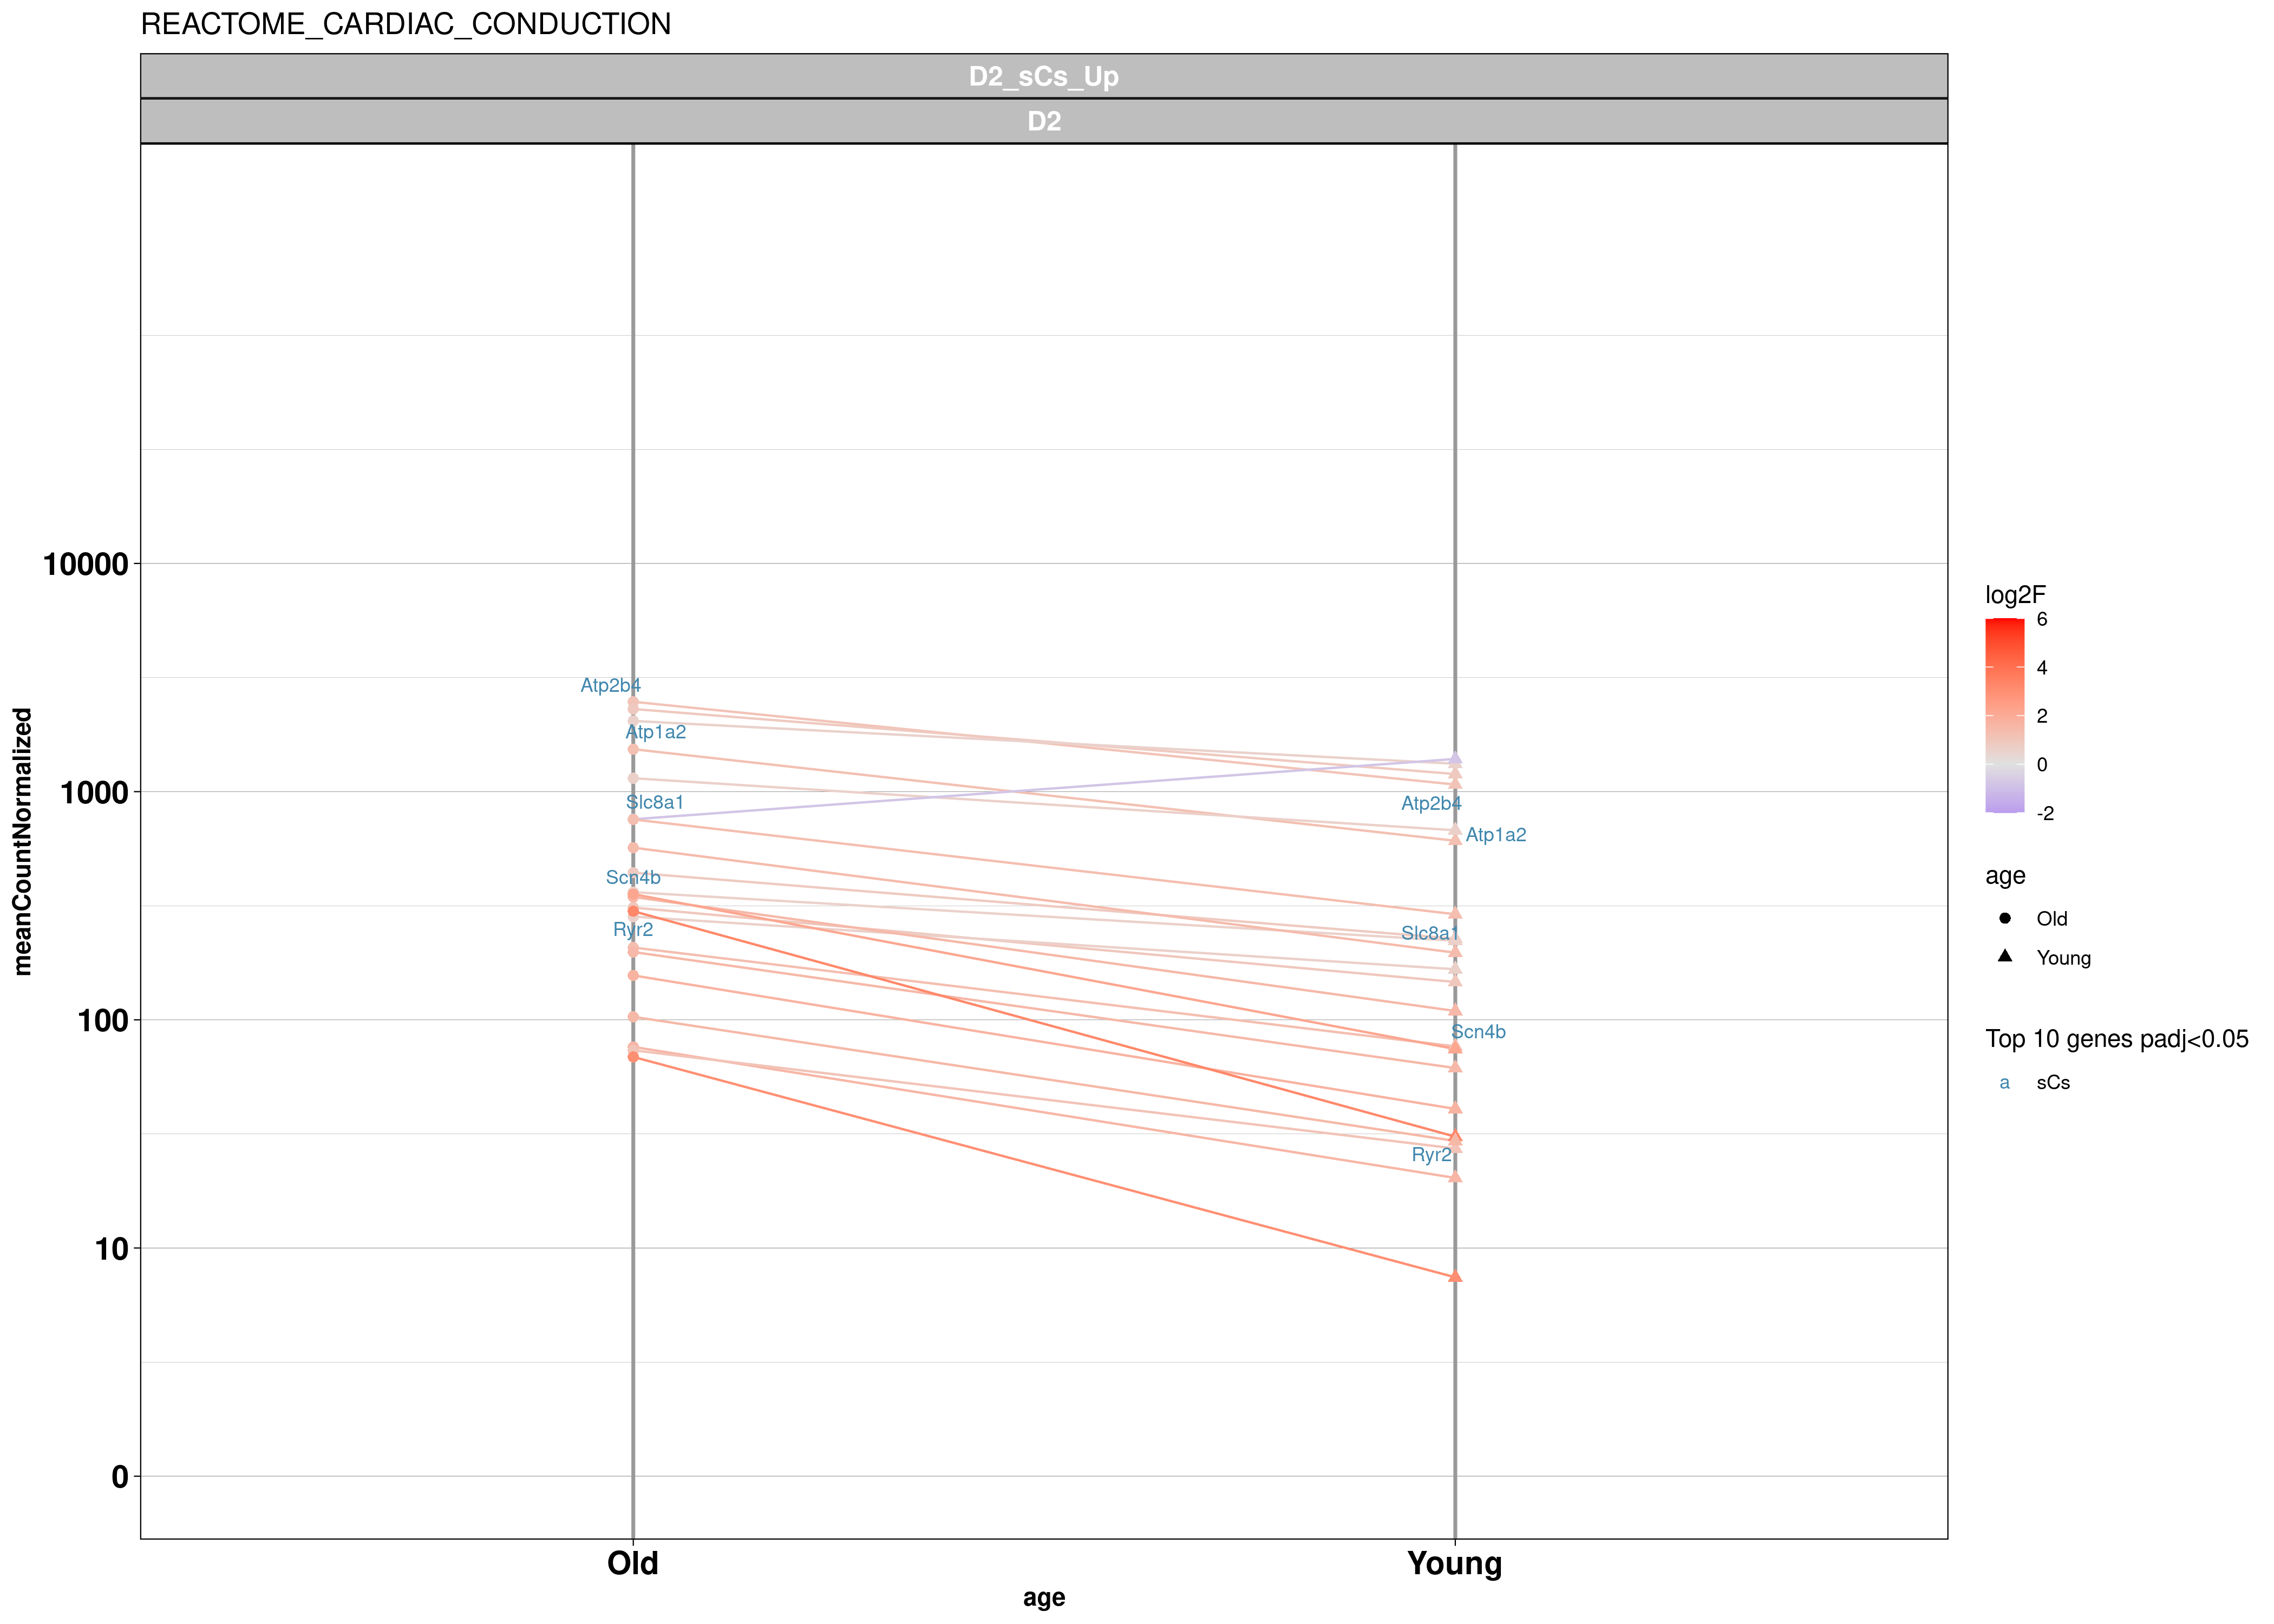 REACTOME_CARDIAC_CONDUCTION
D2_sCs_Up
D2
meanCountNormalized
10000
1000
100
10
0
Atp2b4
Atp1a2
Slc8a1
Scn4b
Ryr2
Atp2b4
Atp1a2
Slc8a1
Scn4b
Ryr2
Old
Young
age
log2F
6
4
2
0
-2
age
Old
Young
Top 10 genes padj<0.05
a sCs